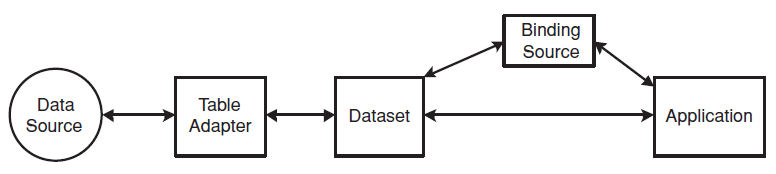 Binding
Source
Data
Source
Table
Adapter
Dataset
Application